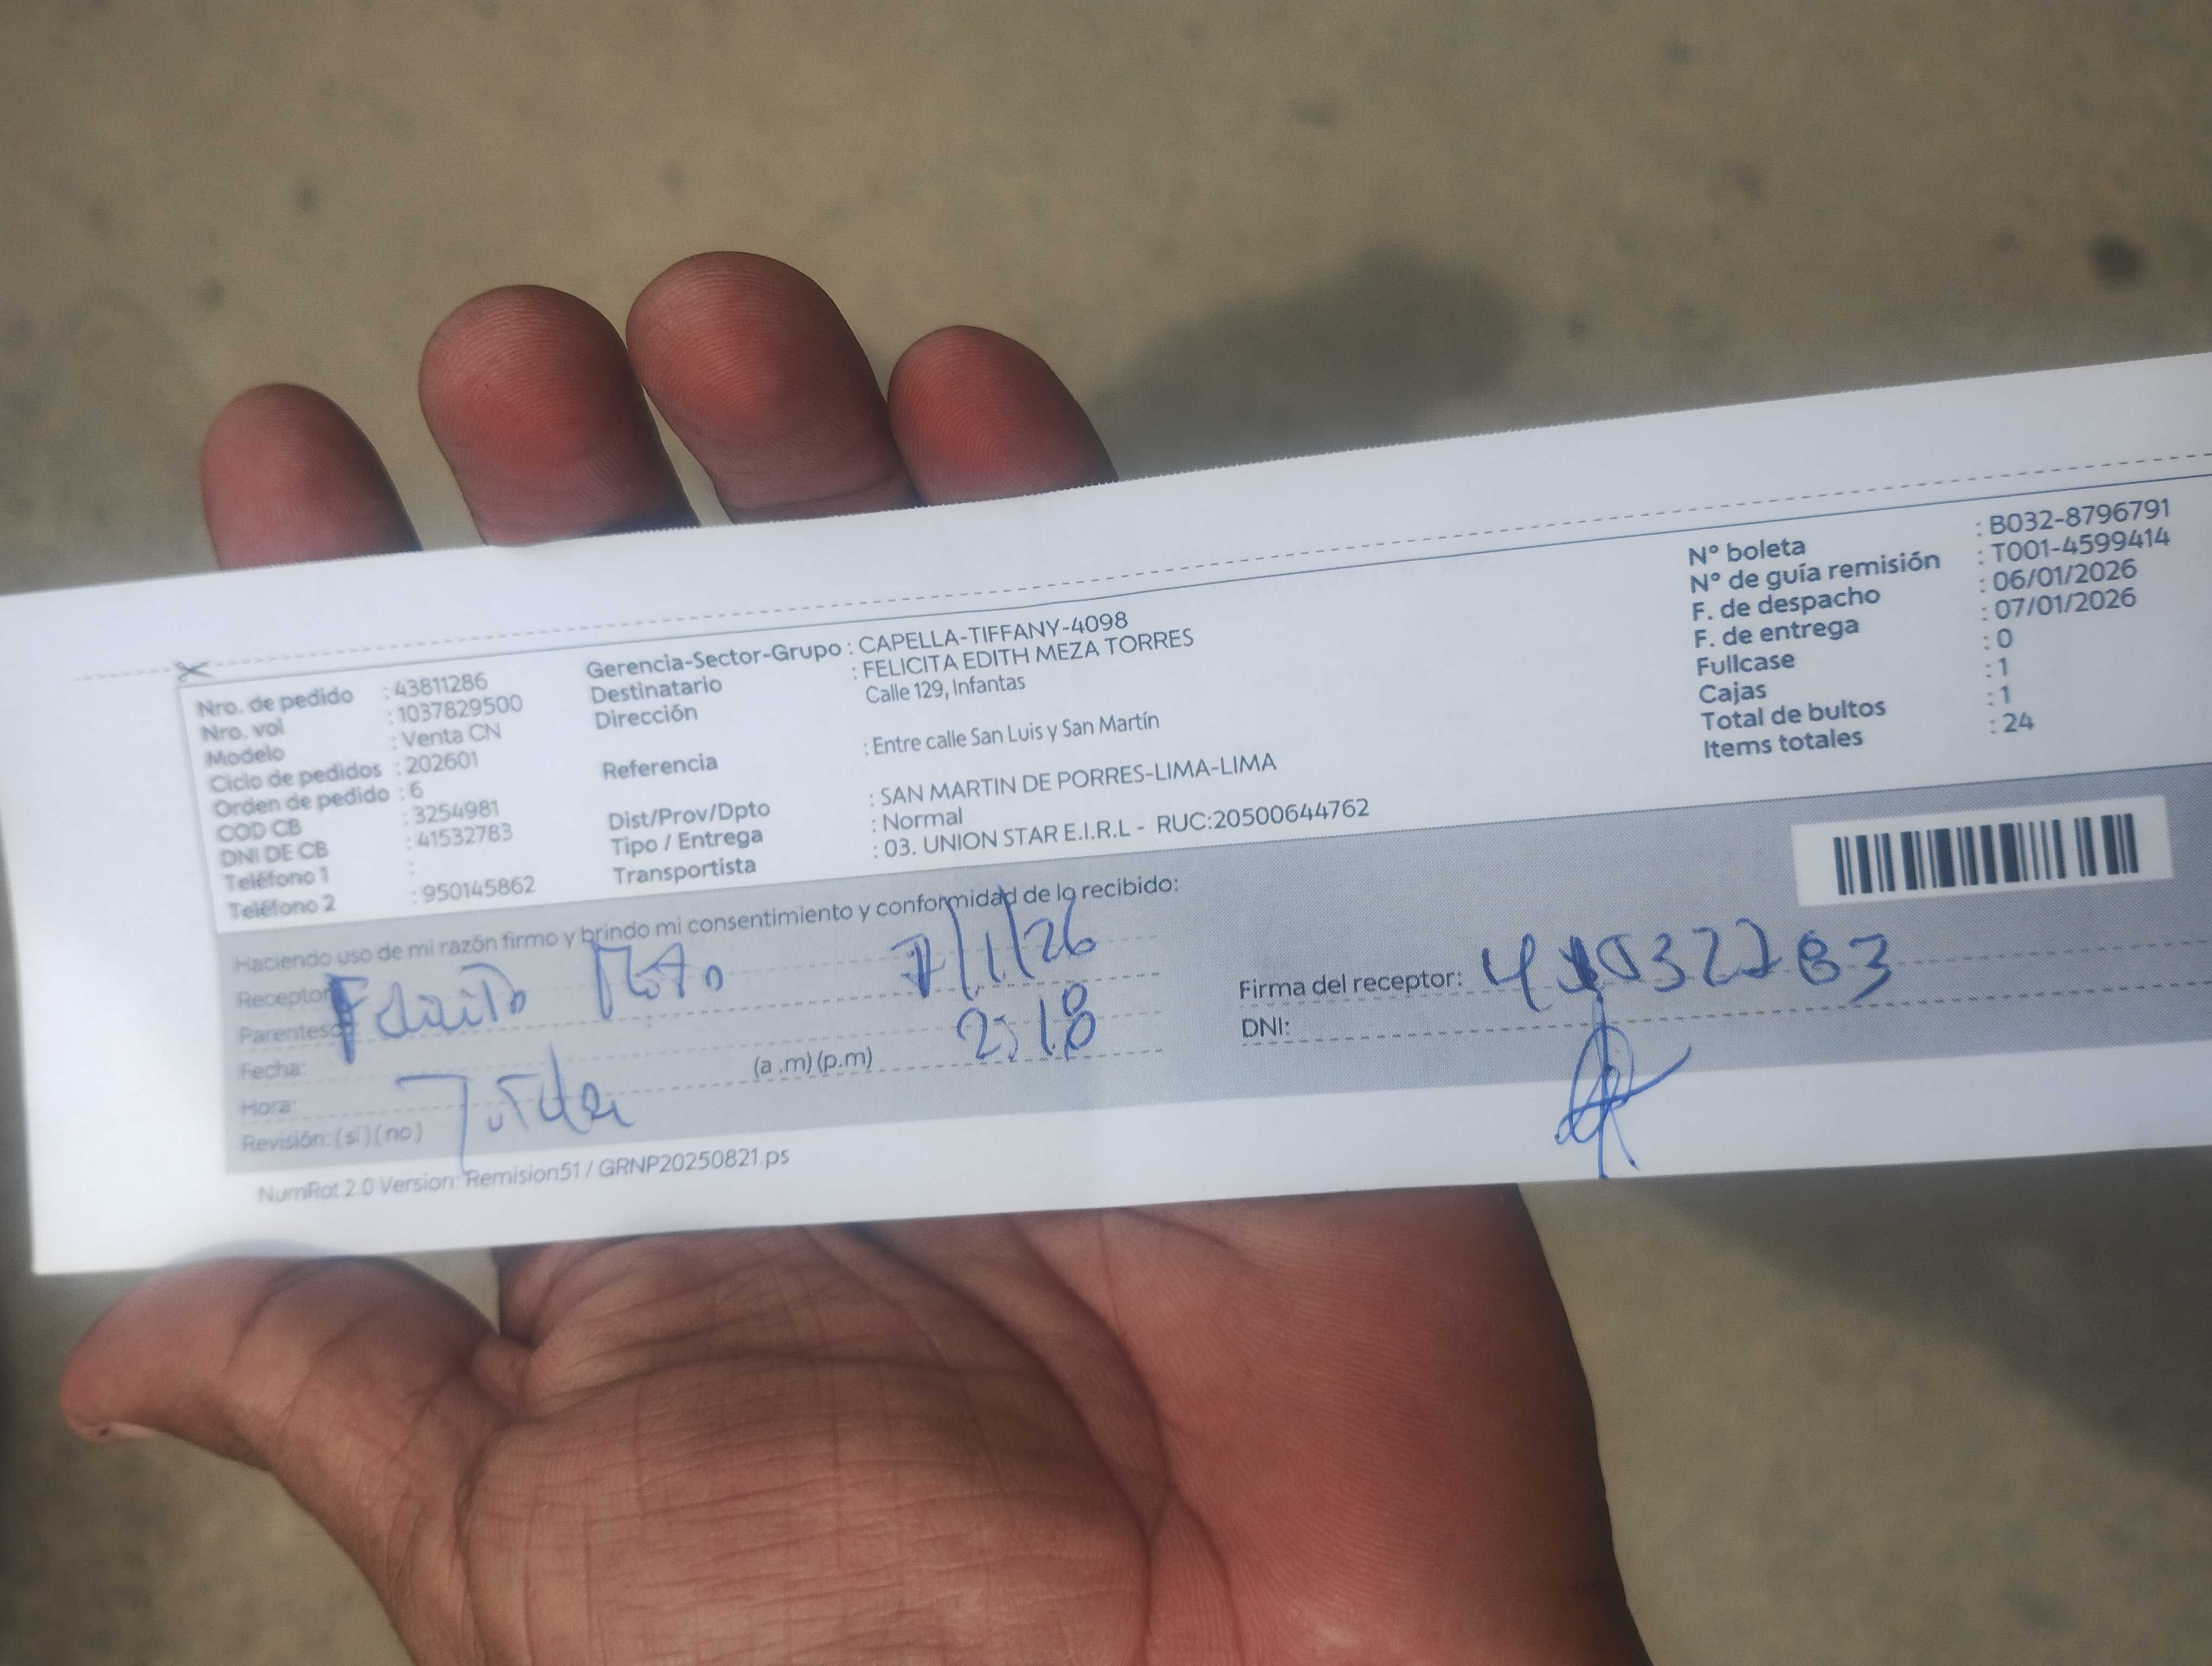 Nro. de pedido : 43811286
Nro. vol : 1037829500
Modelo : Venta CN
Ciclo de pedidos : 202601
Orden de pedido : 6
COD CB : 3254981
DNI DE CB : 41532783
Teléfono 1 :
Teléfono 2 : 950145862
Gerencia-Sector-Grupo : CAPELLA-TIFFANY-4098
Destinatario : FELICITA EDITH MEZA TORRES
Dirección Calle 129, Infantas
Referencia : Entre calle San Luis y San Martín
Dist/Prov/Dpto : SAN MARTIN DE PORRES-LIMA-LIMA
Tipo / Entrega : Normal
Transportista : 03. UNION STAR E.I.R.L - RUC:20500644762
N° boleta : B032-8796791
N° de guía remisión : T001-4599414
F. de despacho : 06/01/2026
F. de entrega : 07/01/2026
Fullcase : 0
Cajas : 1
Total de bultos : 1
Items totales : 24
Haciendo uso de mi razón firmo y brindo mi consentimiento y conformidad de lo recibido:
Receptor 7/1/26
Parentesco
Fecha: 2:18
Hora: (a .m) (p.m)
Revisión: (si) (no)
Firma del receptor: 41532783
DNI:
NumRot 2.0 Version: Remision51 / GRNP20250821.ps